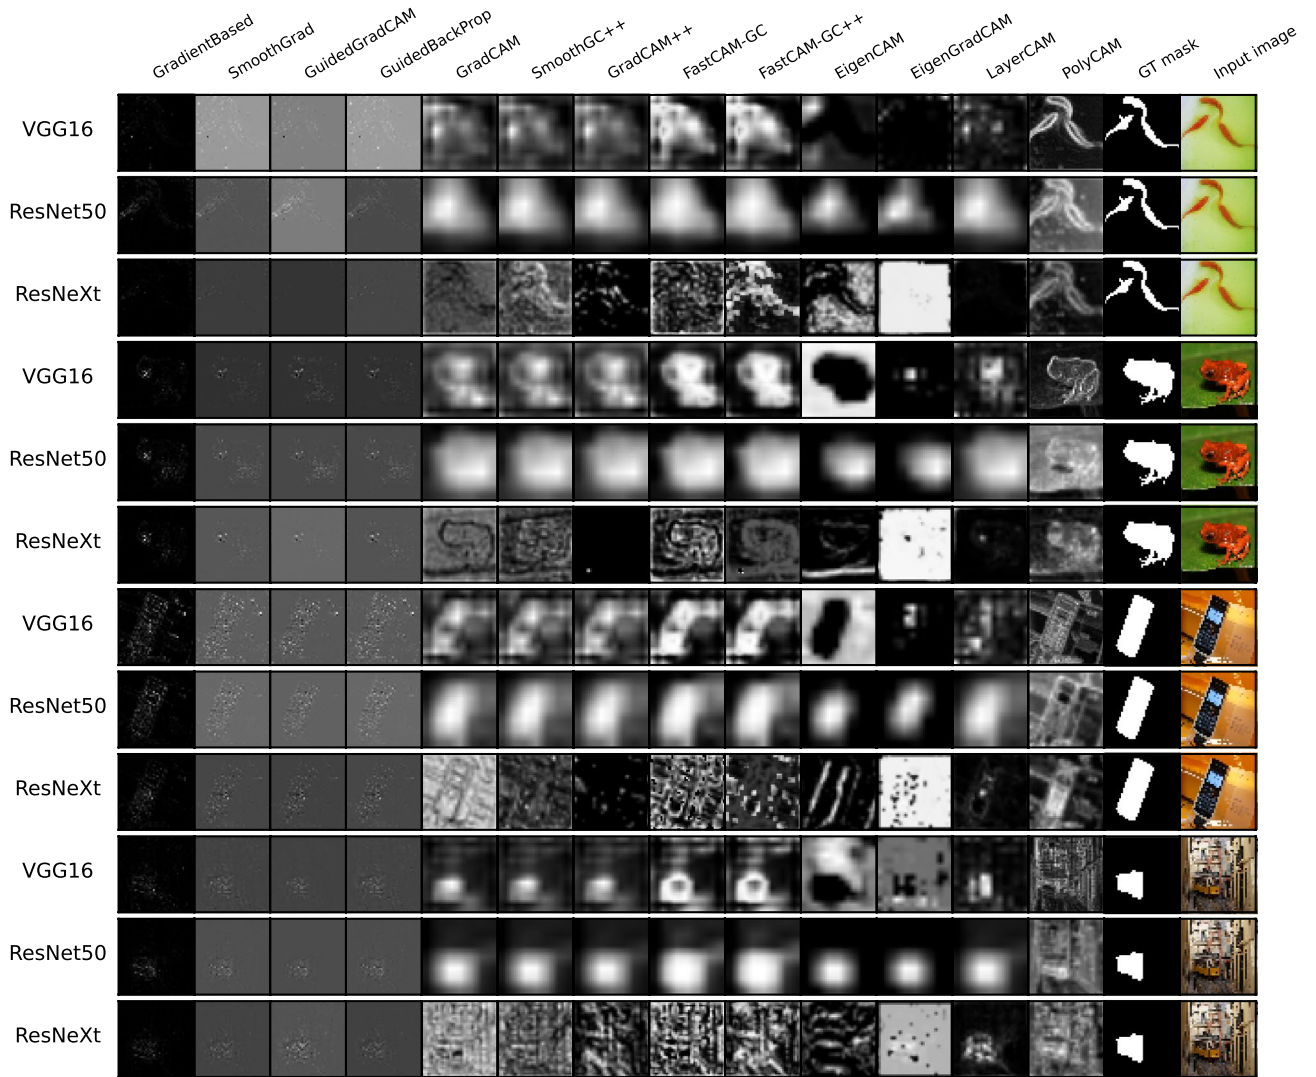 GradientBased
SmoothGrad
GuidedGradCAM
GuidedBackProp
GradCAM
SmoothGC++
GradCAM++
FastCAM-GC
FastCAM-GC++
EigenCAM
EigenGradCAM
LayerCAM
PolyCAM
GT mask
Input image
VGG16
ResNet50
ResNeXt
VGG16
ResNet50
ResNeXt
VGG16
ResNet50
ResNeXt
VGG16
ResNet50
ResNeXt